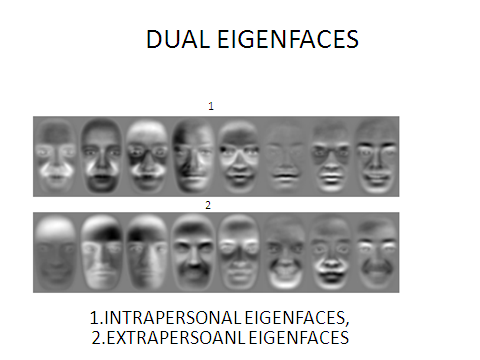 DUAL EIGENFACES
1
2
1.INTRAPERSONAL EIGENFACES,
2.EXTRAPERSOANL EIGENFACES